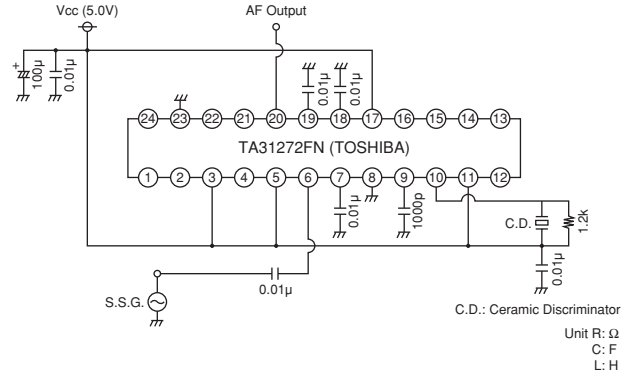 Vcc (5.0V)
AF Output
+
100μ
0.01μ
0.01μ
0.01μ
24 23 22 21 20 19 18 17 16 15 14 13
TA31272FN (TOSHIBA)
1 2 3 4 5 6 7 8 9 10 11 12
0.01μ
1000p
C.D.
1.2k
0.01μ
0.01μ
S.S.G.
C.D.: Ceramic Discriminator
Unit R: Ω
C: F
L: H